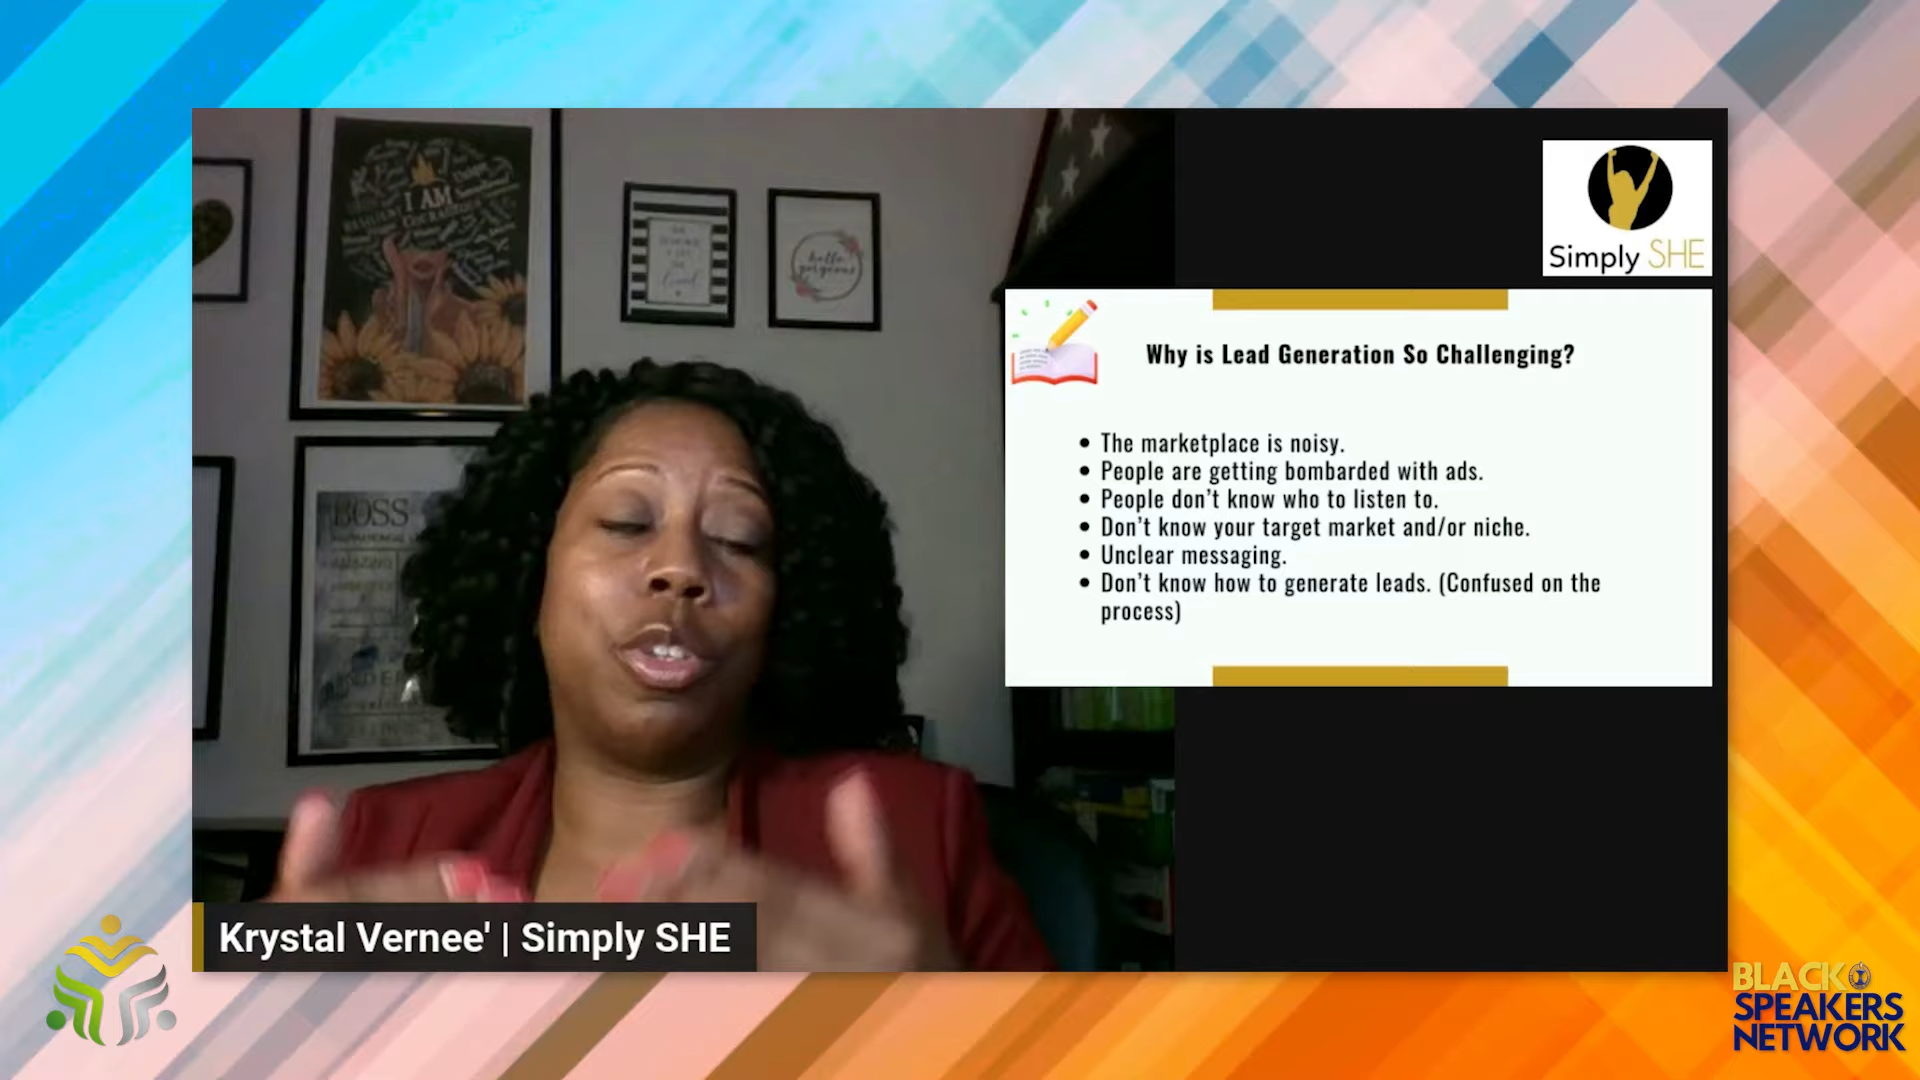 I AM
hello
gorgeous
BOSS
Simply SHE
Why is Lead Generation So Challenging?
• The marketplace is noisy.
• People are getting bombarded with ads.
• People don't know who to listen to.
• Don't know your target market and/or niche.
• Unclear messaging.
• Don't know how to generate leads. (Confused on the
process)
Krystal Vernee' | Simply SHE
BLACK
SPEAKERS
NETWORK